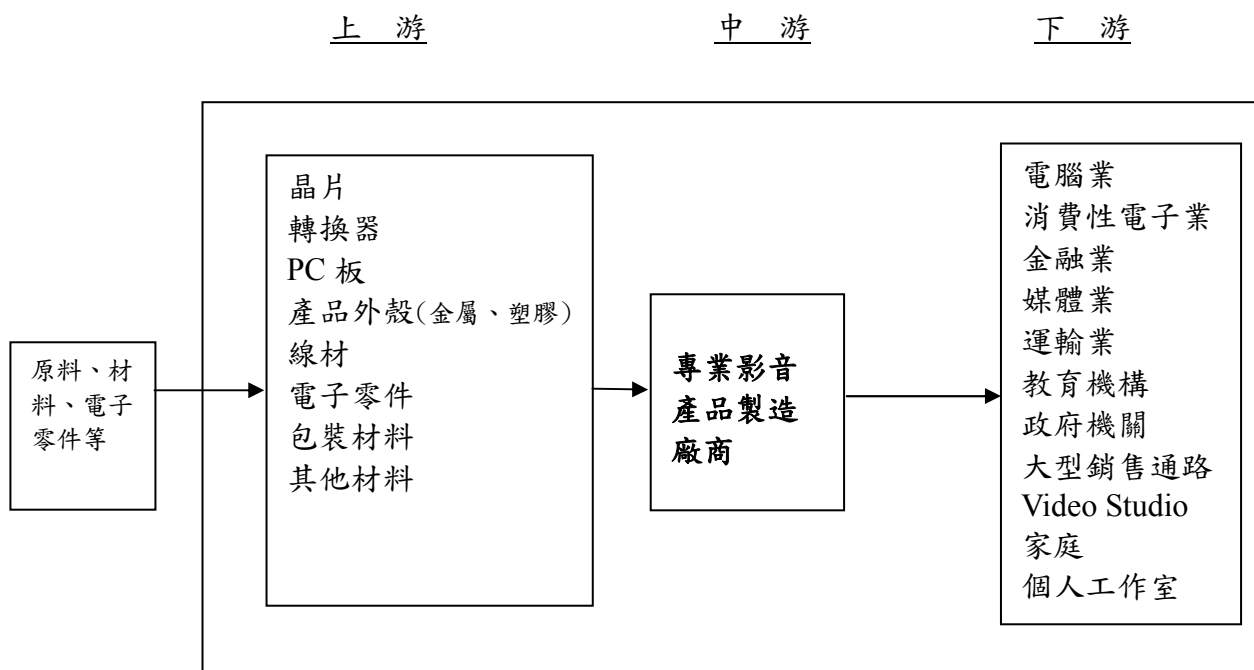 上 游
中 游
下 游
原料、材
料、電子
零件等
晶片
轉換器
PC 板
產品外殼(金屬、塑膠)
線材
電子零件
包裝材料
其他材料
專業影音
產品製造
廠商
電腦業
消費性電子業
金融業
媒體業
運輸業
教育機構
政府機關
大型銷售通路
Video Studio
家庭
個人工作室